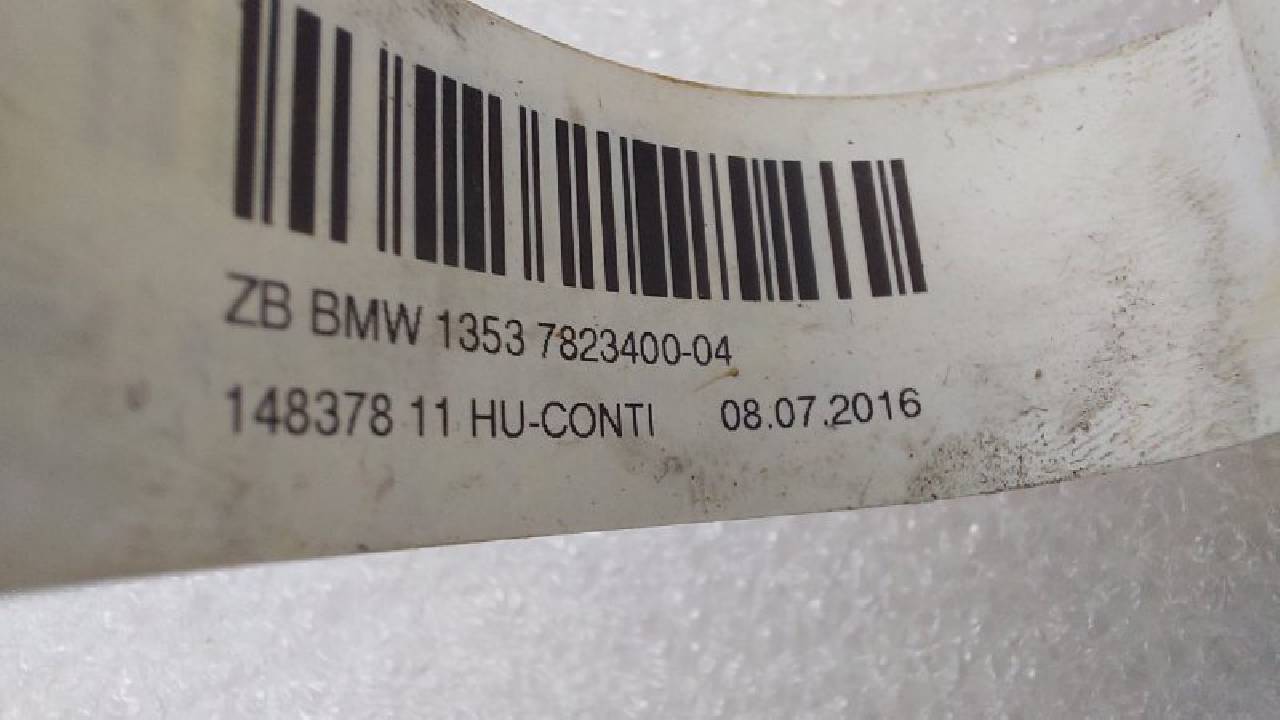 ZB BMW 1353 7823400-04
148378 11 HU-CONTI 08.07.2016